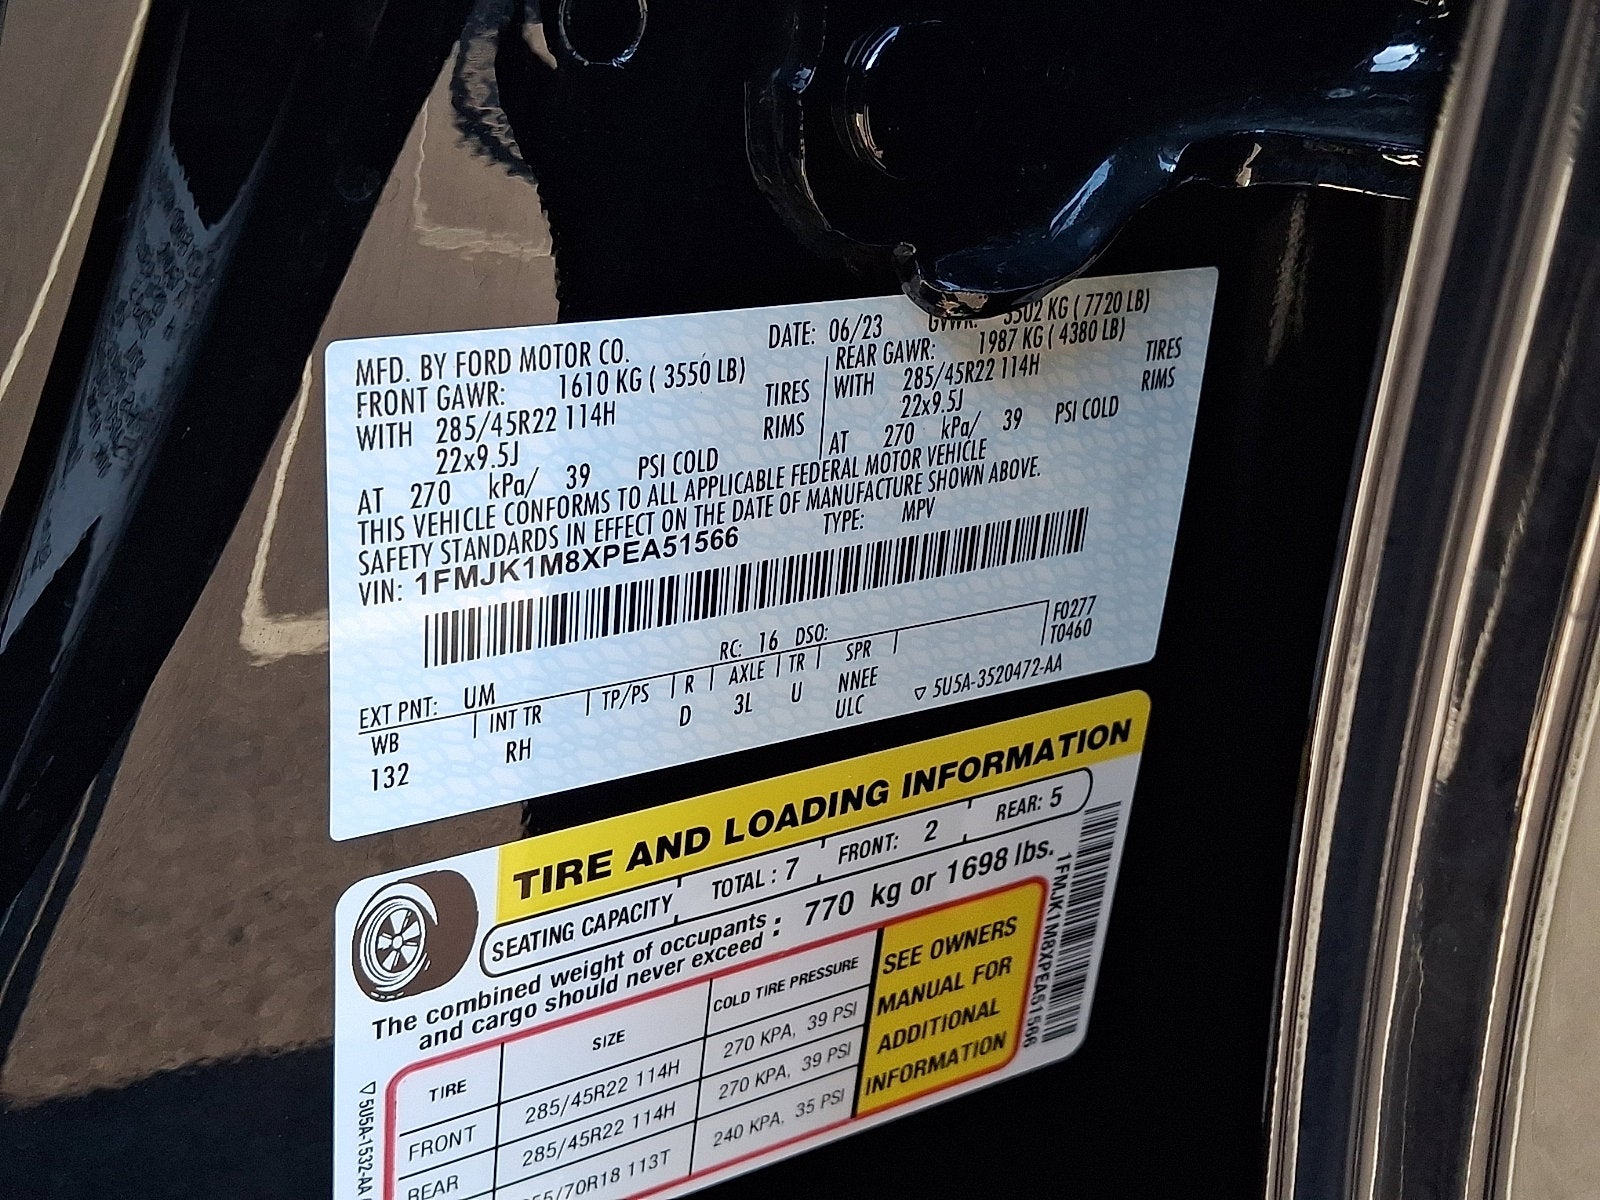 MFD. BY FORD MOTOR CO.
DATE: 06/23 GVWR: 3502 KG ( 7720 LB)
FRONT GAWR: 1610 KG ( 3550 LB)
REAR GAWR: 1987 KG ( 4380 LB)
WITH 285/45R22 114H TIRES
WITH 285/45R22 114H TIRES
22x9.5J RIMS
22x9.5J RIMS
AT 270 kPa/ 39 PSI COLD
AT 270 kPa/ 39 PSI COLD
THIS VEHICLE CONFORMS TO ALL APPLICABLE FEDERAL MOTOR VEHICLE
SAFETY STANDARDS IN EFFECT ON THE DATE OF MANUFACTURE SHOWN ABOVE.
VIN: 1FMJK1M8XPEA51566
TYPE: MPV
EXT PNT: UM RC: 16 DSO: F0277
T0460
WB INT TR TP/PS R AXLE TR SPR
132 RH D 3L U NNEE
ULC
5U5A-3520472-AA
TIRE AND LOADING INFORMATION
SEATING CAPACITY TOTAL : 7 FRONT: 2 REAR: 5
The combined weight of occupants
and cargo should never exceed : 770 kg or 1698 lbs.
TIRE SIZE COLD TIRE PRESSURE
FRONT 285/45R22 114H 270 KPA, 39 PSI
REAR 285/45R22 114H 270 KPA, 39 PSI
/70R18 113T 240 KPA, 35 PSI
SEE OWNERS
MANUAL FOR
ADDITIONAL
INFORMATION
1FMJK1M8XPEA51566
5U5A-1532-AA